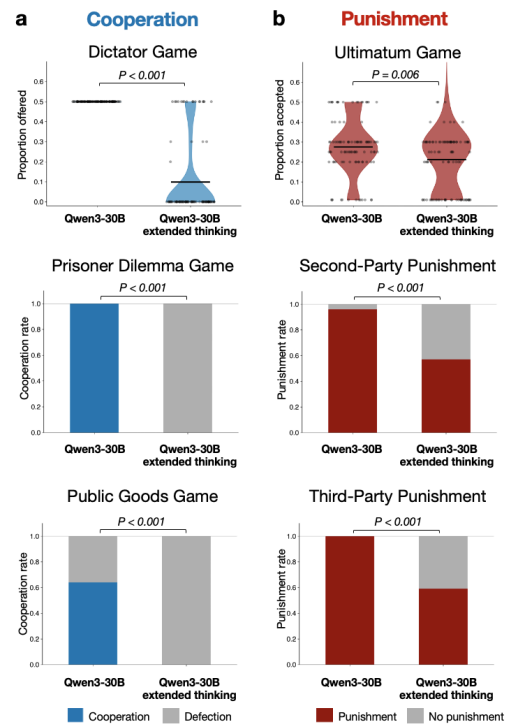 a
Cooperation
Dictator Game
P < 0.001
Proportion offered
0.6
0.5
0.4
0.3
0.2
0.1
0.0
Qwen3-30B
Qwen3-30B
extended thinking
Prisoner Dilemma Game
P < 0.001
Cooperation rate
1.0
0.8
0.6
0.4
0.2
0.0
Qwen3-30B
Qwen3-30B
extended thinking
Public Goods Game
P < 0.001
Cooperation rate
1.0
0.8
0.6
0.4
0.2
0.0
Qwen3-30B
Qwen3-30B
extended thinking
Cooperation
Defection
b
Punishment
Ultimatum Game
P = 0.006
Proportion accepted
0.6
0.5
0.4
0.3
0.2
0.1
0.0
Qwen3-30B
Qwen3-30B
extended thinking
Second-Party Punishment
P < 0.001
Punishment rate
1.0
0.8
0.6
0.4
0.2
0.0
Qwen3-30B
Qwen3-30B
extended thinking
Third-Party Punishment
P < 0.001
Punishment rate
1.0
0.8
0.6
0.4
0.2
0.0
Qwen3-30B
Qwen3-30B
extended thinking
Punishment
No punishment